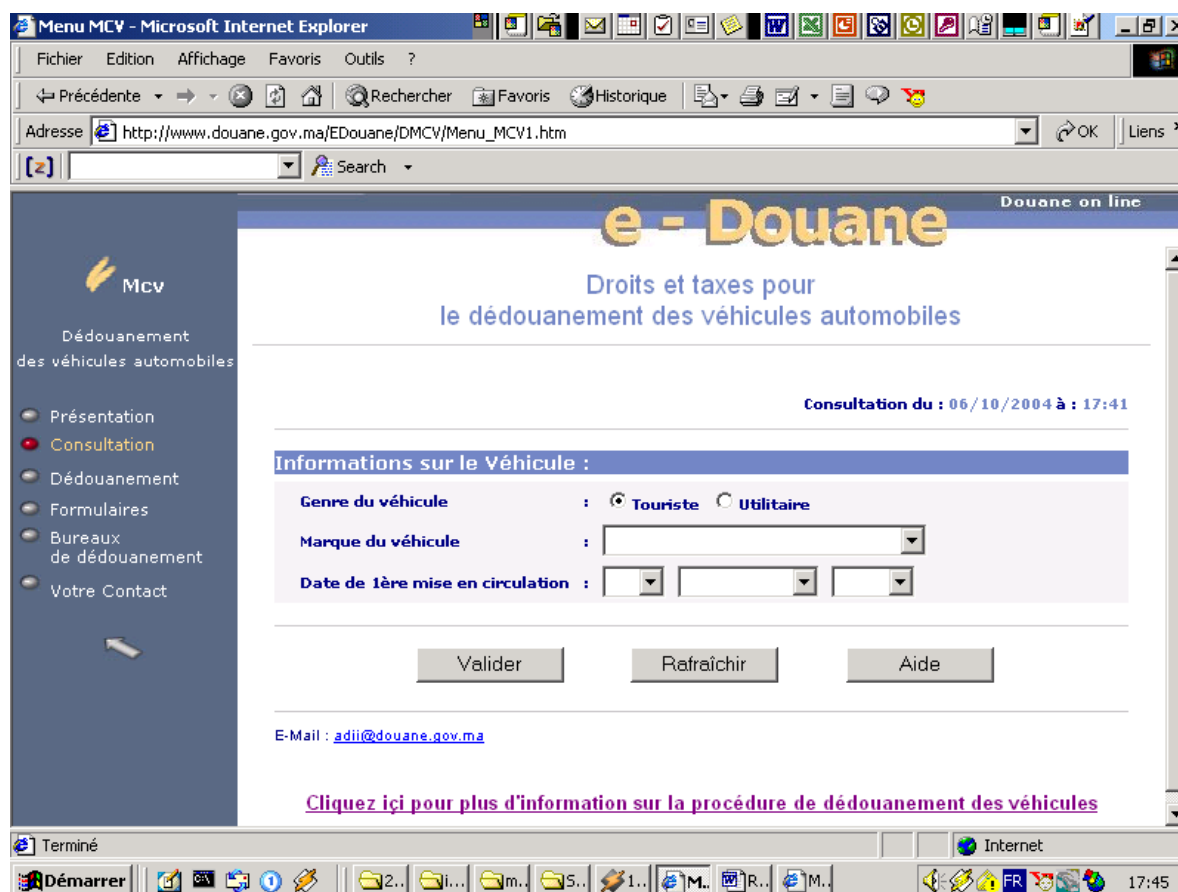 Menu MCV - Microsoft Internet Explorer
Fichier Edition Affichage Favoris Outils ?
Précédente Rechercher Favoris Historique
Adresse http://www.douane.gov.ma/EDouane/DMCV/Menu_MCV1.htm OK Liens
[z] Search
Douane on line
e - Douane
Mcv
Dédouanement
des véhicules automobiles
Présentation
Consultation
Dédouanement
Formulaires
Bureaux
de dédouanement
Votre Contact
Droits et taxes pour
le dédouanement des véhicules automobiles
Consultation du : 06/10/2004 à : 17:41
Informations sur le Véhicule :
Genre du véhicule : Touriste Utilitaire
Marque du véhicule :
Date de 1ère mise en circulation :
Valider Rafraîchir Aide
E-Mail : adii@douane.gov.ma
Cliquez içi pour plus d'information sur la procédure de dédouanement des véhicules
Terminé Internet
Démarrer 2.. i... m.. S.. 1.. M.. R.. M.. FR 17:45